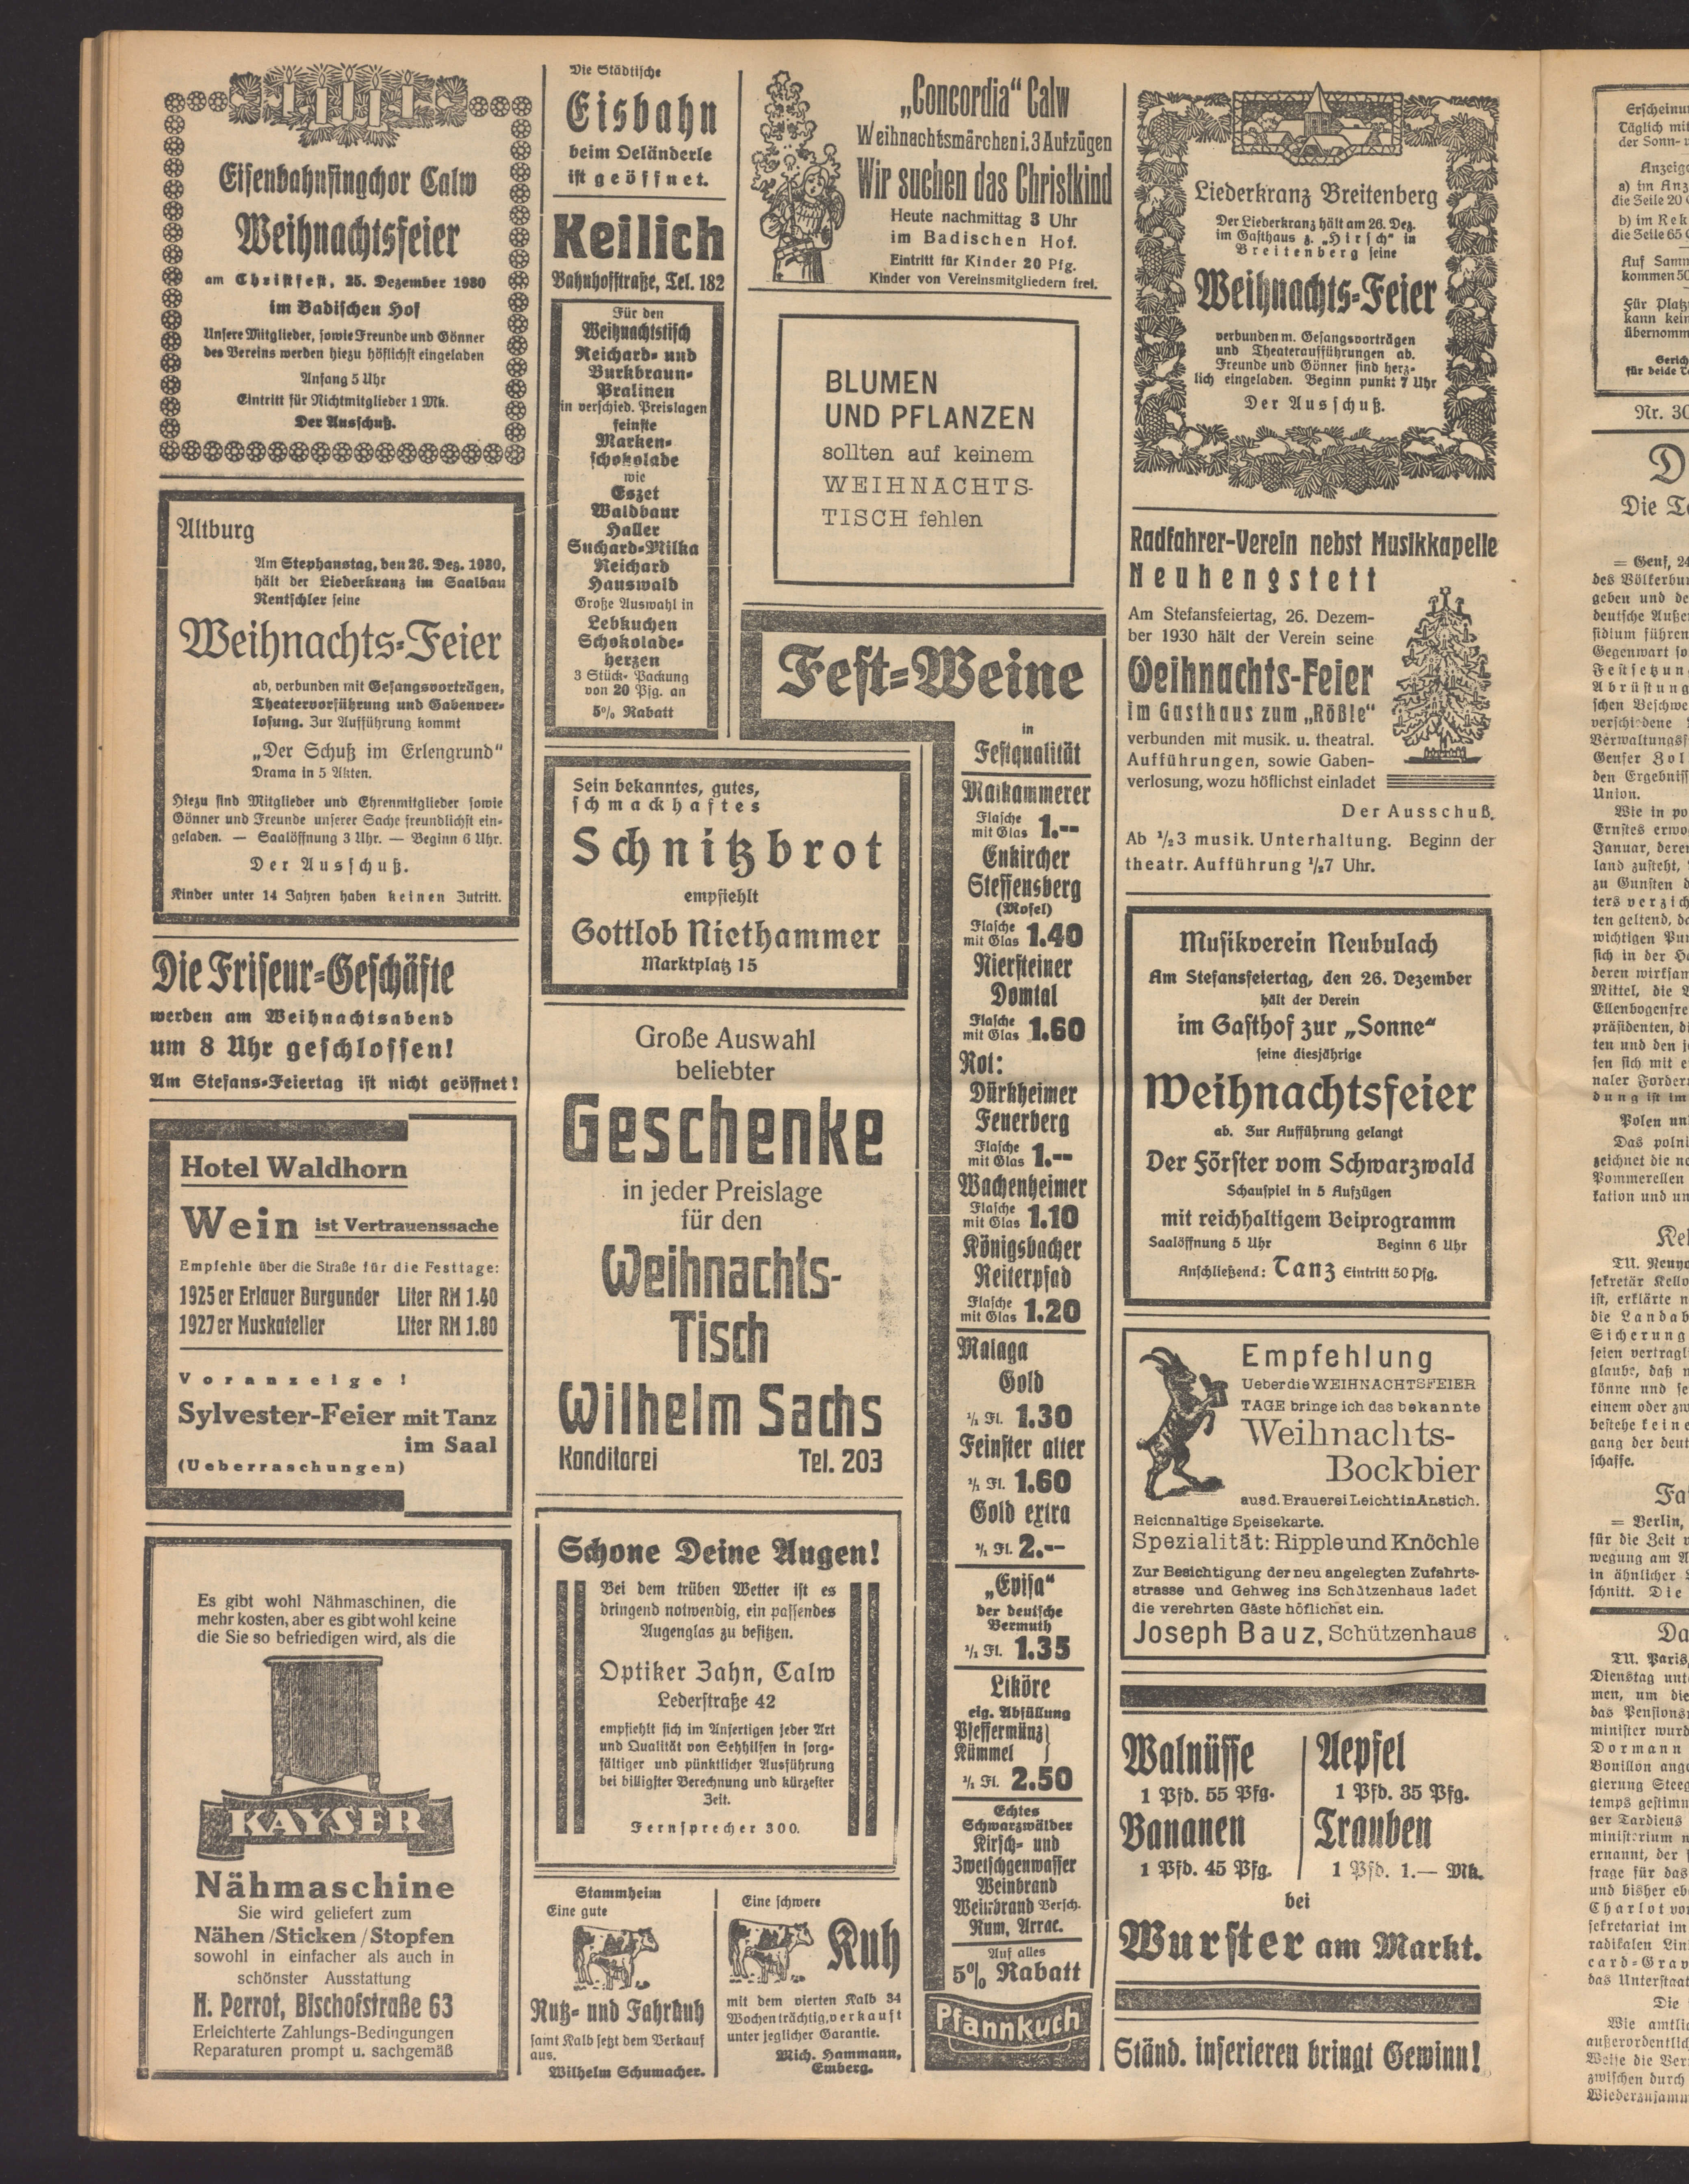 Eisenbahnsingchor Calw
Weihnachtsfeier
am Christfest, 25. Dezember 1930
im Badischen Hof
Unsere Mitglieder, sowie Freunde und Gönner
des Vereins werden hiezu höflichst eingeladen
Anfang 5 Uhr
Eintritt für Nichtmitglieder 1 Mk.
Der Ausschuß.
Altburg
Am Stephanstag, den 26. Dez. 1930,
hält der Liederkranz im Saalbau
Rentschler seine
Weihnachts-Feier
ab, verbunden mit Gesangsvorträgen,
Theatervorführung und Gabenver-
losung. Zur Aufführung kommt
„Der Schuß im Erlengrund“
Drama in 5 Akten.
Hiezu sind Mitglieder und Ehrenmitglieder sowie
Gönner und Freunde unserer Sache freundlichst ein-
geladen. — Saalöffnung 3 Uhr. — Beginn 6 Uhr.
Der Ausschuß.
Kinder unter 14 Jahren haben keinen Zutritt.
Die Friseur-Geschäfte
werden am Weihnachtsabend
um 8 Uhr geschlossen!
Am Stefans-Feiertag ist nicht geöffnet!
Hotel Waldhorn
Wein ist Vertrauenssache
Empfehle über die Straße für die Festtage:
1925er Erlauer Burgunder Liter RM 1.40
1927er Muskateller Liter RM 1.80
Voranzeige!
Sylvester-Feier mit Tanz
im Saal
(Ueberraschungen)
Es gibt wohl Nähmaschinen, die
mehr kosten, aber es gibt wohl keine
die Sie so befriedigen wird, als die
KAYSER
Nähmaschine
Sie wird geliefert zum
Nähen / Sticken / Stopfen
sowohl in einfacher als auch in
schönster Ausstattung
H. Perrot, Bischofstraße 63
Erleichterte Zahlungs-Bedingungen
Reparaturen prompt u. sachgemäß
Die Städtische
Eisbahn
beim Oeländerle
ist geöffnet.
Keilich
Bahnhofstraße, Tel. 182
Für den
Weihnachtstisch
Reichard- und
Burkbraun-
Pralinen
in verschied. Preislagen
feinste
Marken-
schokolade
wie
Eszet
Waldbaur
Haller
Suchard-Milka
Reichard
Hauswald
Große Auswahl in
Lebkuchen
Schokolade-
herzen
3 Stück-Packung
von 20 Pfg. an
5% Rabatt
„Concordia“ Calw
Weihnachtsmärchen i. 3 Aufzügen
Wir suchen das Christkind
Heute nachmittag 3 Uhr
im Badischen Hof.
Eintritt für Kinder 20 Pfg.
Kinder von Vereinsmitgliedern frei.
BLUMEN
UND PFLANZEN
sollten auf keinem
WEIHNACHTS-
TISCH fehlen
Sein bekanntes, gutes,
schmackhaftes
Schnitzbrot
empfiehlt
Gottlob Niethammer
Marktplatz 15
Große Auswahl
beliebter
Geschenke
in jeder Preislage
für den
Weihnachts-
Tisch
Wilhelm Sachs
Konditorei Tel. 203
Schone Deine Augen!
Bei dem trüben Wetter ist es
dringend notwendig, ein passendes
Augenglas zu besitzen.
Optiker Zahn, Calw
Lederstraße 42
empfiehlt sich im Anfertigen jeder Art
und Qualität von Sehhilfen in sorg-
fältiger und pünktlicher Ausführung
bei billigster Berechnung und kürzester
Zeit.
Fernsprecher 300.
Stammheim
Eine gute
Nutz- und Fahrkuh
samt Kalb setzt dem Verkauf
aus.
Wilhelm Schumacher.
Eine schwere
Kuh
mit dem vierten Kalb 34
Wochen trächtig, verkauft
unter jeglicher Garantie.
Mich. Hammann,
Emberg.
Fest-Weine
in
Festqualität
Maikammerer
Flasche
mit Glas 1.--
Enkircher
Steffensberg
(Mosel)
Flasche
mit Glas 1.40
Niersteiner
Domtal
Flasche
mit Glas 1.60
Rot:
Dürkheimer
Feuerberg
Flasche
mit Glas 1.--
Wachenheimer
Flasche
mit Glas 1.10
Königsbacher
Reiterpfad
Flasche
mit Glas 1.20
Malaga
Gold
1/1 Fl. 1.30
Feinster alter
1/1 Fl. 1.60
Gold extra
1/1 Fl. 2.--
„Evisa“
der deutsche
Vermuth
1/1 Fl. 1.35
Liköre
eig. Abfüllung
Pfeffermünz
Kümmel
1/1 Fl. 2.50
Echtes
Schwarzwälder
Kirsch- und
Zwetschgenwasser
Weinbrand
Weinbrand Versch.
Rum, Arrac.
Auf alles
5% Rabatt
Pfannkuch
Liederkranz Breitenberg
Der Liederkranz hält am 26. Dez.
im Gasthaus z. „Hirsch“ in
Breitenberg seine
Weihnachts-Feier
verbunden m. Gesangsvorträgen
und Theateraufführungen ab.
Freunde und Gönner sind herz-
lich eingeladen. Beginn punkt 7 Uhr
Der Ausschuß.
Radfahrer-Verein nebst Musikkapelle
Neuhengstett
Am Stefansfeiertag, 26. Dezem-
ber 1930 hält der Verein seine
Weihnachts-Feier
im Gasthaus zum „Rößle“
verbunden mit musik. u. theatral.
Aufführungen, sowie Gaben-
verlosung, wozu höflichst einladet
Der Ausschuß.
Ab 1/2 3 musik. Unterhaltung. Beginn der
theatr. Aufführung 1/2 7 Uhr.
Musikverein Neubulach
Am Stefansfeiertag, den 26. Dezember
hält der Verein
im Gasthof zur „Sonne“
seine diesjährige
Weihnachtsfeier
ab. Zur Aufführung gelangt
Der Förster vom Schwarzwald
Schauspiel in 5 Aufzügen
mit reichhaltigem Beiprogramm
Saalöffnung 5 Uhr Beginn 6 Uhr
Anschließend: Tanz Eintritt 50 Pfg.
Empfehlung
Ueber die WEIHNACHTSFEIER
TAGE bringe ich das bekannte
Weihnachts-
Bockbier
aus d. Brauerei Leicht in Anstich.
Reichhaltige Speisekarte.
Spezialität: Ripple und Knöchle
Zur Besichtigung der neu angelegten Zufahrts-
strasse und Gehweg ins Schützenhaus ladet
die verehrten Gäste höflichst ein.
Joseph Bauz, Schützenhaus
Walnüsse
1 Pfd. 55 Pfg.
Bananen
1 Pfd. 45 Pfg.
Aepfel
1 Pfd. 35 Pfg.
Trauben
1 Pfd. 1.— Mk.
bei
Wurster am Markt.
Ständ. inserieren bringt Gewinn!